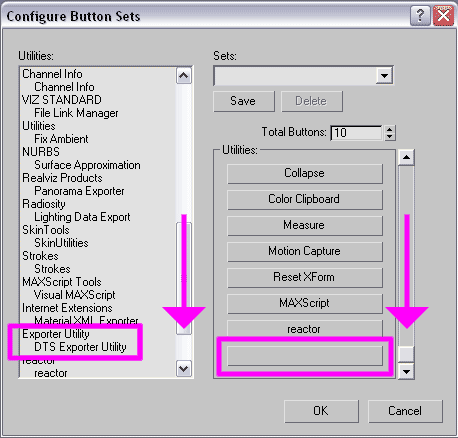 Configure Button Sets
Utilities:
Channel Info
Channel Info
VIZ STANDARD
File Link Manager
Utilities
Fix Ambient
NURBS
Surface Approximation
Realviz Products
Panorama Exporter
Radiosity
Lighting Data Export
SkinTools
SkinUtilities
Strokes
Strokes
MAXScript Tools
Visual MAXScript
Internet Extensions
Material XML Exporter
Exporter Utility
DTS Exporter Utility
reactor
reactor
Sets:
Save Delete
Total Buttons: 10
Utilities:
Collapse
Color Clipboard
Measure
Motion Capture
Reset XForm
MAXScript
reactor
OK Cancel